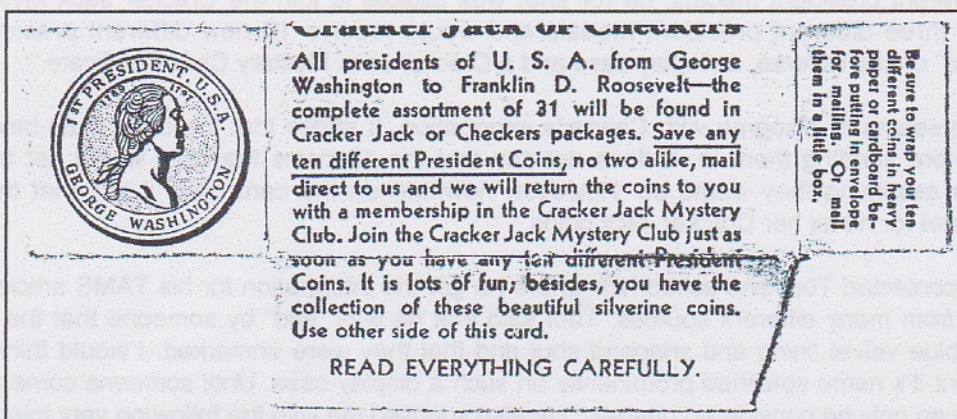 Cracker Jack Presidents
All presidents of U. S. A. from George
Washington to Franklin D. Roosevelt—the
complete assortment of 31 will be found in
Cracker Jack or Checkers packages. Save any
ten different President Coins, no two alike, mail
direct to us and we will return the coins to you
with a membership in the Cracker Jack Mystery
Club. Join the Cracker Jack Mystery Club just as
soon as you have any ten different President
Coins. It is lots of fun, besides, you have the
collection of these beautiful silverine coins.
Use other side of this card.
READ EVERYTHING CAREFULLY.
1ST PRESIDENT U.S.A.
1789 1797
GEORGE WASHINGTON
Be sure to wrap your ten
different coins in heavy
paper or cardboard be-
fore putting in envelope
for mailing. Or, mail
them in a little box.